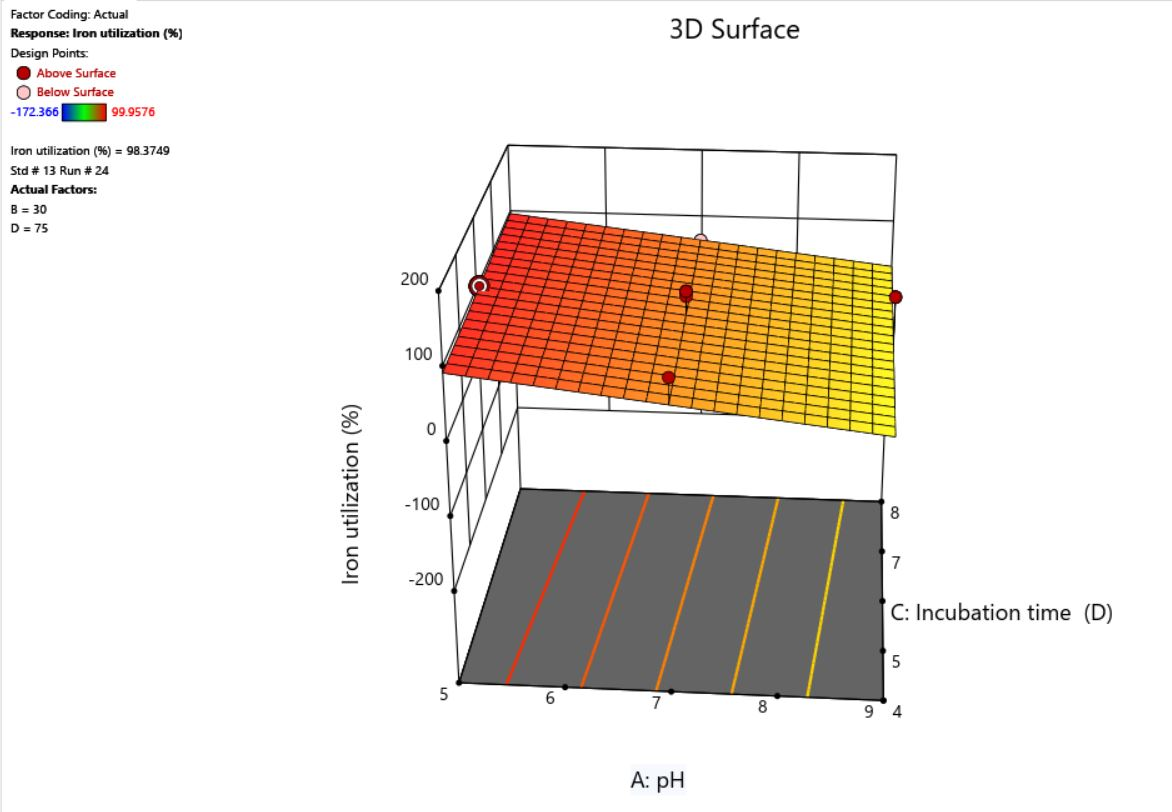 Factor Coding: Actual
3D Surface
Response: Iron utilization (%)
Design Points:
Above Surface
Below Surface
-172.366 99.9576
Iron utilization (%) = 98.3749
Std # 13 Run # 24
Actual Factors:
B = 30
D = 75
200
100
0
-100
-200
Iron utilization (%)
8
7
C: Incubation time (D)
5
4
5
6
7
8
9
A: pH